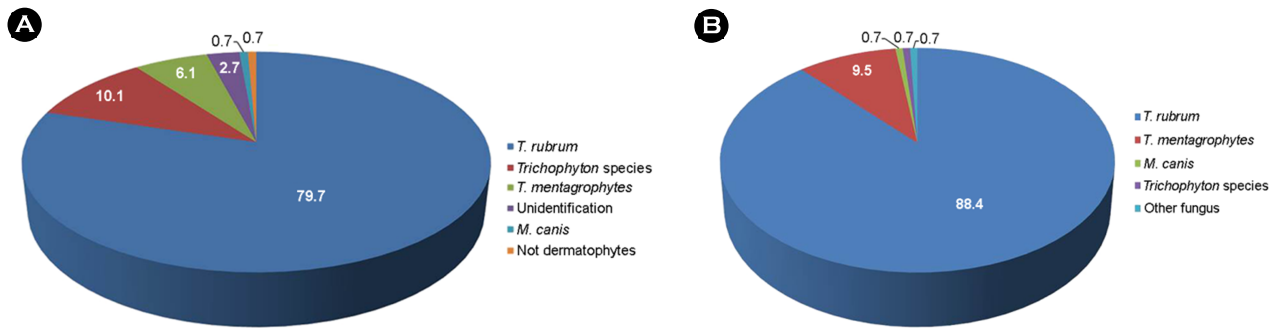 A
0.7
0.7
2.7
6.1
10.1
79.7
T. rubrum
Trichophyton species
T. mentagrophytes
Unidentification
M. canis
Not dermatophytes
B
0.7
0.7
0.7
9.5
88.4
T. rubrum
T. mentagrophytes
M. canis
Trichophyton species
Other fungus